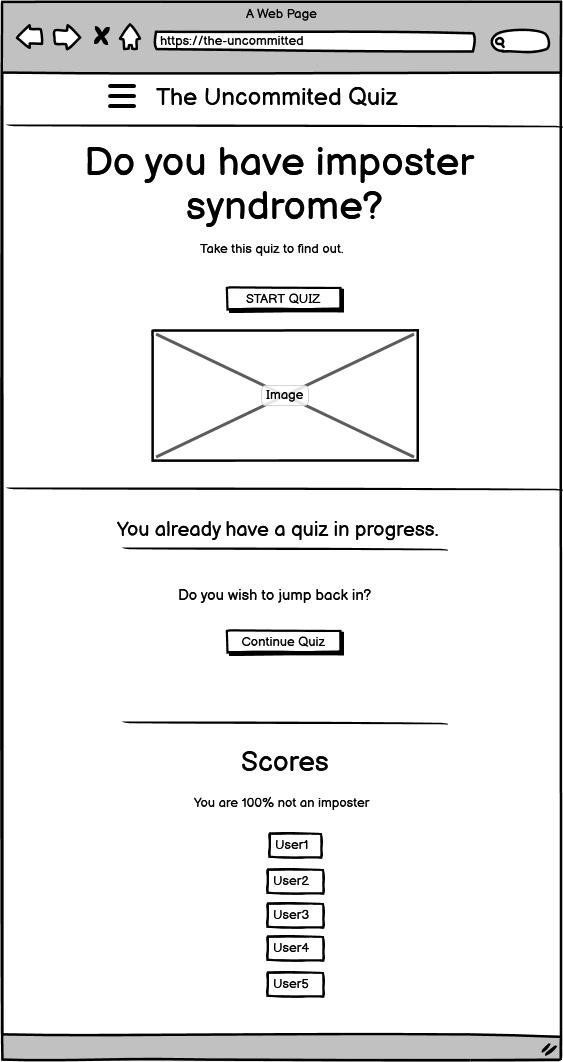 A Web Page
https://the-uncommitted
The Uncommited Quiz
Do you have imposter
syndrome?
Take this quiz to find out.
START QUIZ
Image
You already have a quiz in progress.
Do you wish to jump back in?
Continue Quiz
Scores
You are 100% not an imposter
User1
User2
User3
User4
User5